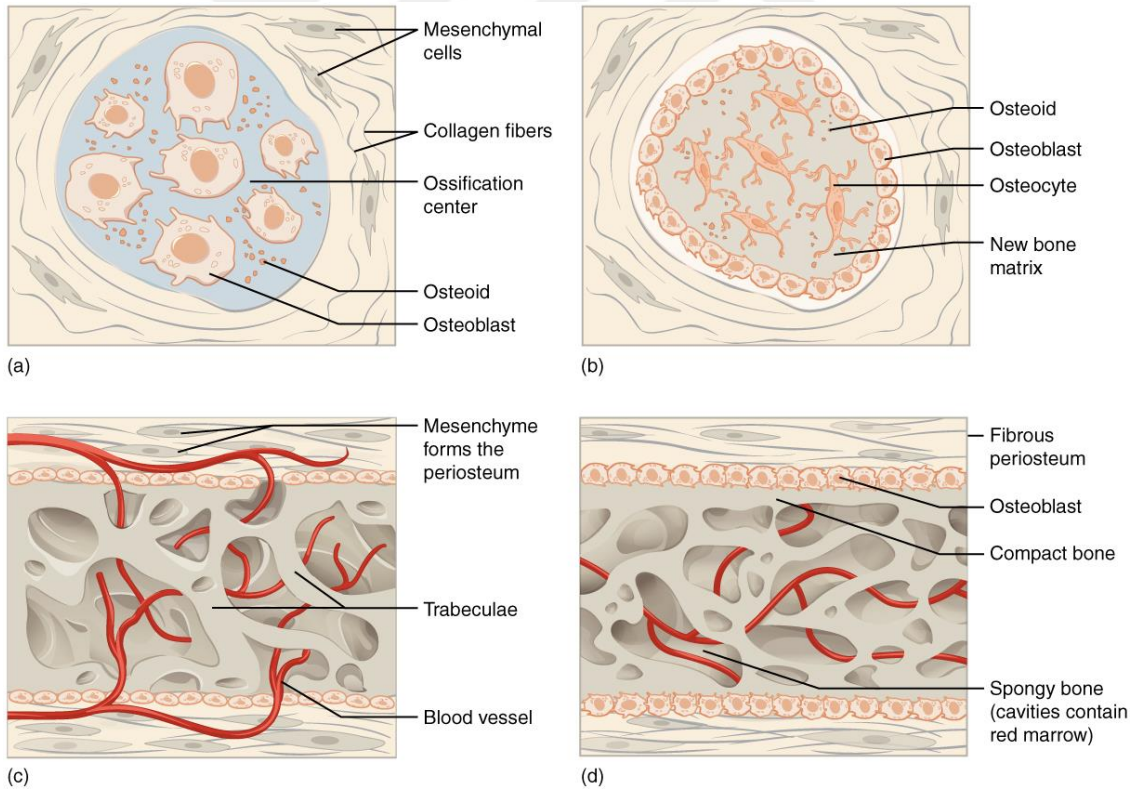 Mesenchymal
cells
Collagen fibers
Ossification
center
Osteoid
Osteoblast
(a)
Osteoid
Osteoblast
Osteocyte
New bone
matrix
(b)
Mesenchyme
forms the
periosteum
Trabeculae
Blood vessel
(c)
Fibrous
periosteum
Osteoblast
Compact bone
Spongy bone
(cavities contain
red marrow)
(d)